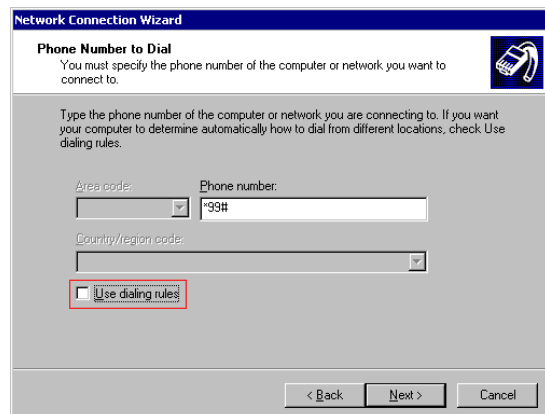 Network Connection Wizard
Phone Number to Dial
You must specify the phone number of the computer or network you want to
connect to.
Type the phone number of the computer or network you are connecting to. If you want
your computer to determine automatically how to dial from different locations, check Use
dialing rules.
Area code: Phone number:
*99#
Country/region code:
Use dialing rules
< Back Next > Cancel